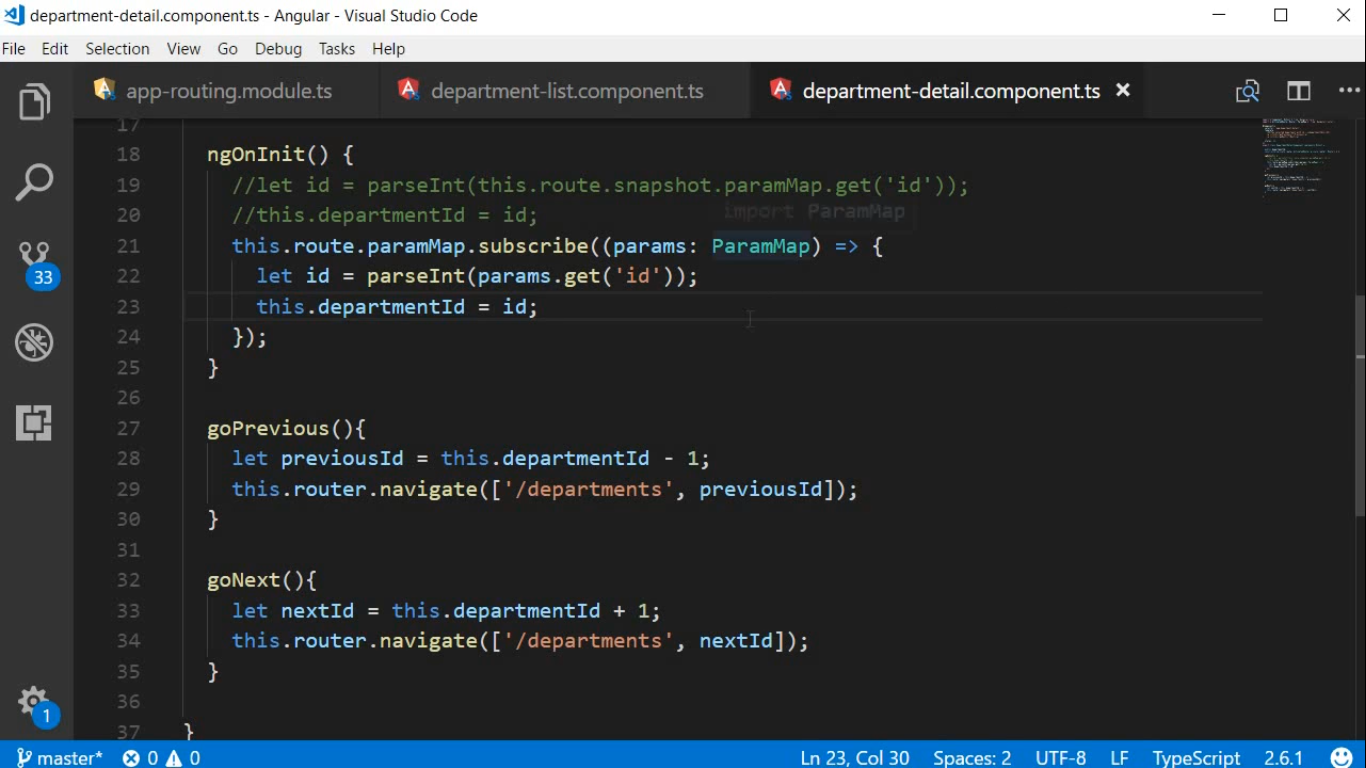 department-detail.component.ts - Angular - Visual Studio Code
File Edit Selection View Go Debug Tasks Help
app-routing.module.ts department-list.component.ts department-detail.component.ts
17
18 ngOnInit() {
19 //let id = parseInt(this.route.snapshot.paramMap.get('id'));
20 //this.departmentId = id;
import ParamMap
21 this.route.paramMap.subscribe((params: ParamMap) => {
22 let id = parseInt(params.get('id'));
23 this.departmentId = id;
24 });
25 }
26
27 goPrevious(){
28 let previousId = this.departmentId - 1;
29 this.router.navigate(['/departments', previousId]);
30 }
31
32 goNext(){
33 let nextId = this.departmentId + 1;
34 this.router.navigate(['/departments', nextId]);
35 }
36
37 }
33
1
master* 0 0 Ln 23, Col 30 Spaces: 2 UTF-8 LF TypeScript 2.6.1